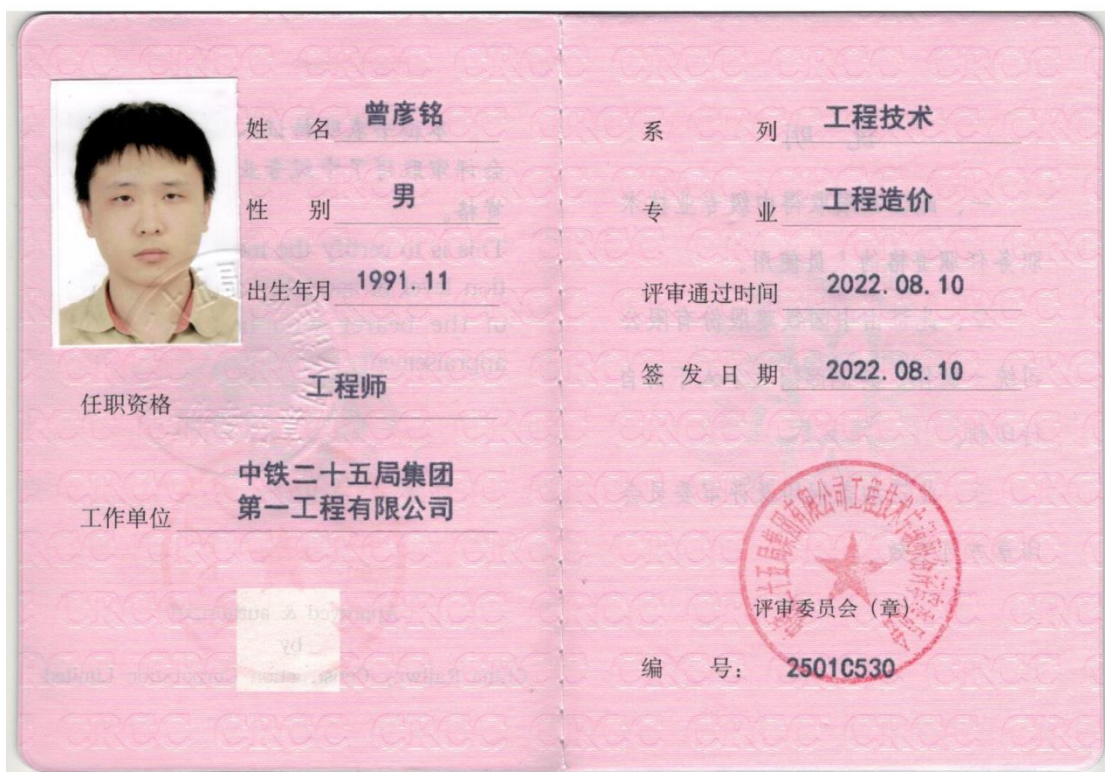 姓 名 曾彦铭
性 别 男
出生年月 1991.11
任职资格 工程师
工作单位 中铁二十五局集团
第一工程有限公司
系 列 工程技术
专 业 工程造价
评审通过时间 2022.08.10
签发日期 2022.08.10
评审委员会（章）
编 号： 2501C530
CRCC